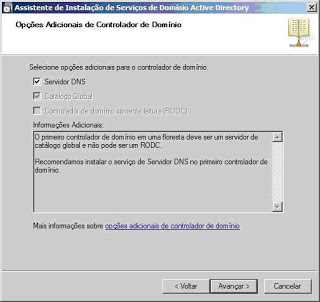 Assistente de Instalação de Serviços de Domínio Active Directory
Opções Adicionais de Controlador de Domínio
Selecione opções adicionais para o controlador de domínio.
Servidor DNS
Catálogo Global
Controlador de domínio somente leitura (RODC)
Informações Adicionais:
O primeiro controlador de domínio em uma floresta deve ser um servidor de
catálogo global e não pode ser um RODC.
Recomendamos instalar o serviço de Servidor DNS no primeiro controlador de
domínio.
Mais informações sobre opções adicionais de controlador de domínio
< Voltar Avançar > Cancelar